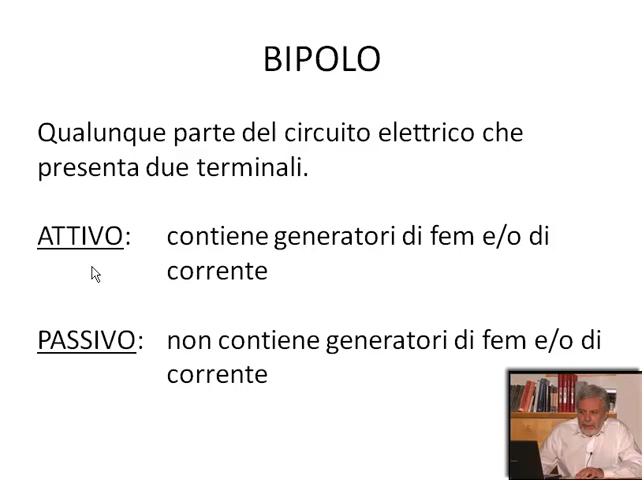 BIPOLO
Qualunque parte del circuito elettrico che
presenta due terminali.
ATTIVO: contiene generatori di fem e/o di
corrente
PASSIVO: non contiene generatori di fem e/o di
corrente